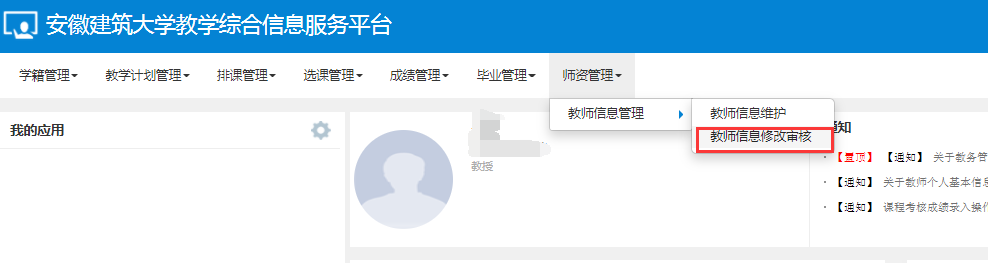 安徽建筑大学教学综合信息服务平台
学籍管理 教学计划管理 排课管理 选课管理 成绩管理 毕业管理 师资管理
教师信息管理
教师信息维护
教师信息修改审核
我的应用
教授
通知
【置顶】 【通知】 关于教务管
【通知】 关于教师个人基本信息
【通知】 课程考核成绩录入操作